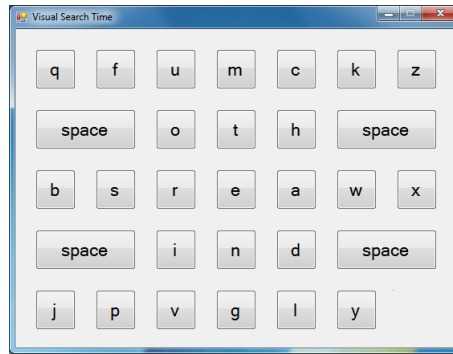 Visual Search Time
q f u m c k z
space o t h space
b s r e a w x
space i n d space
j p v g l y